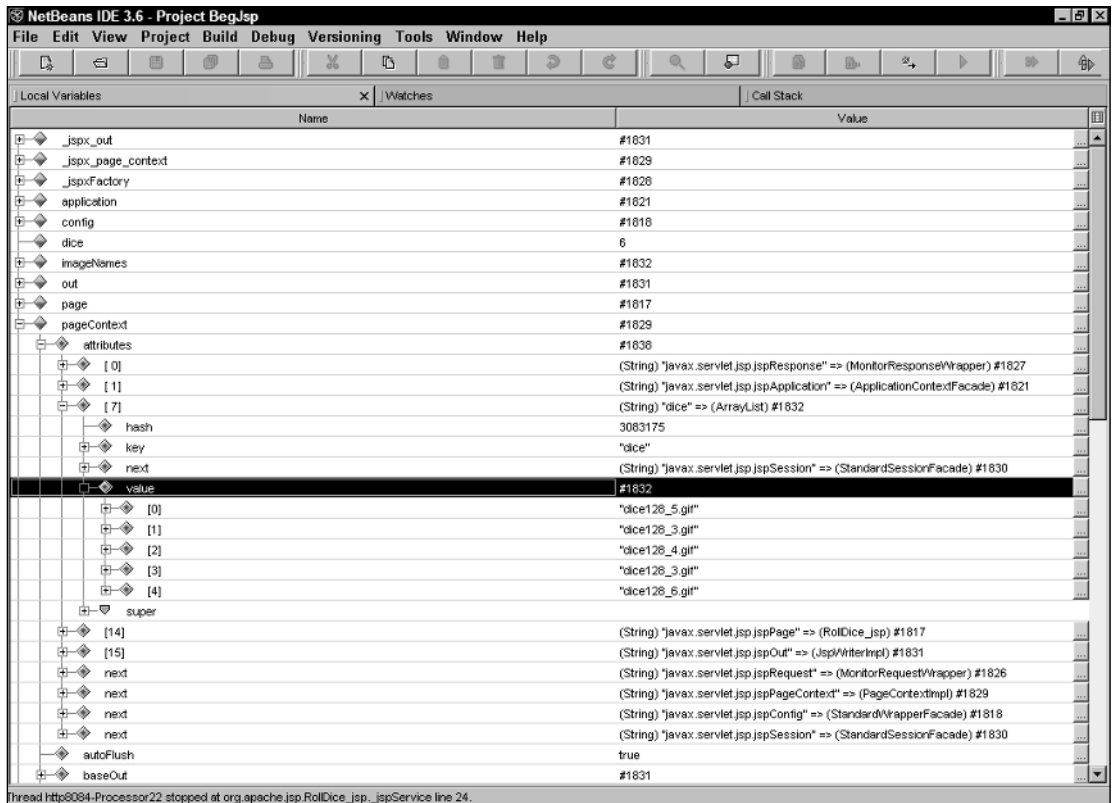 NetBeans IDE 3.6 - Project BegJsp
File Edit View Project Build Debug Versioning Tools Window Help
Local Variables Watches Call Stack
Name Value
_jspx_out #1831
_jspx_page_context #1829
_jspxFactory #1828
application #1821
config #1818
dice 6
imageNames #1832
out #1831
page #1817
pageContext #1829
attributes #1838
[ 0] (String) "javax.servlet.jsp.jspResponse" => (MonitorResponseWrapper) #1827
[ 1] (String) "javax.servlet.jsp.jspApplication" => (ApplicationContextFacade) #1821
[ 7] (String) "dice" => (ArrayList) #1832
hash 3083175
key "dice"
next (String) "javax.servlet.jsp.jspSession" => (StandardSessionFacade) #1830
value #1832
[0] "dice128_5.gif"
[1] "dice128_3.gif"
[2] "dice128_4.gif"
[3] "dice128_3.gif"
[4] "dice128_6.gif"
super
[14] (String) "javax.servlet.jsp.jspPage" => (RollDice_jsp) #1817
[15] (String) "javax.servlet.jsp.jspOut" => (JspWriterImpl) #1831
next (String) "javax.servlet.jsp.jspRequest" => (MonitorRequestWrapper) #1826
next (String) "javax.servlet.jsp.jspPageContext" => (PageContextImpl) #1829
next (String) "javax.servlet.jsp.jspConfig" => (StandardWrapperFacade) #1818
next (String) "javax.servlet.jsp.jspSession" => (StandardSessionFacade) #1830
autoFlush true
baseOut #1831
Thread http8084-Processor22 stopped at org.apache.jsp.RollDice_jsp._jspService line 24.